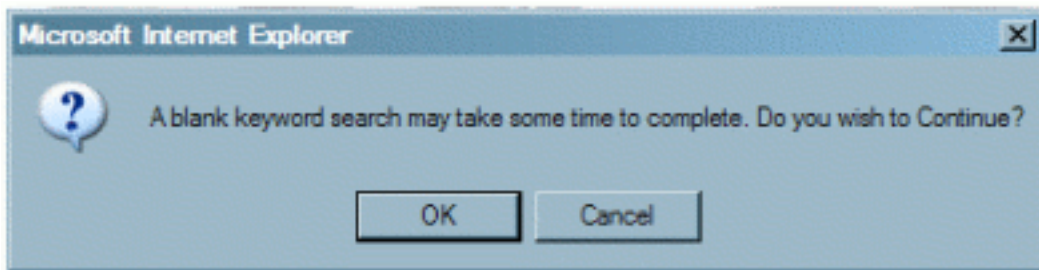 Microsoft Internet Explorer
A blank keyword search may take some time to complete. Do you wish to Continue?
OK
Cancel